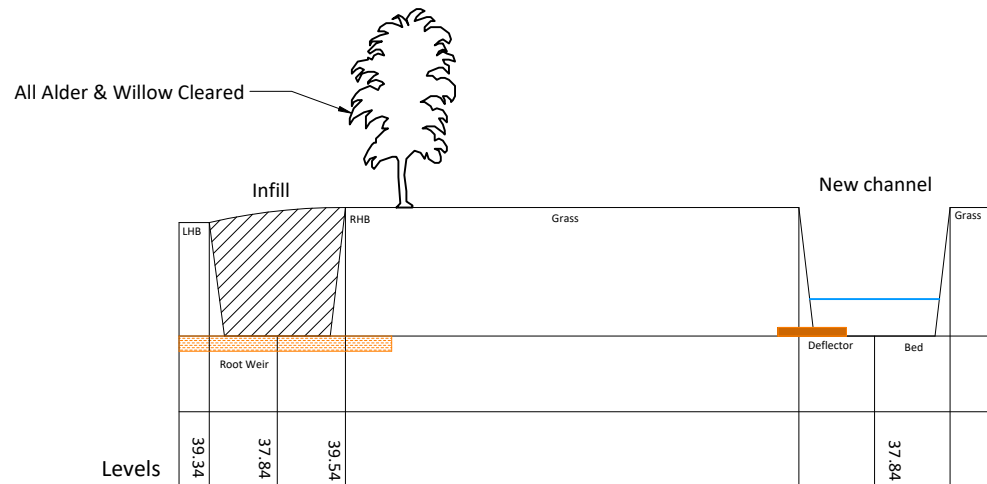 All Alder & Willow Cleared
Infill
New channel
LHB
RHB
Grass
Grass
Root Weir
Deflector
Bed
Levels
39.34
37.84
39.54
37.84